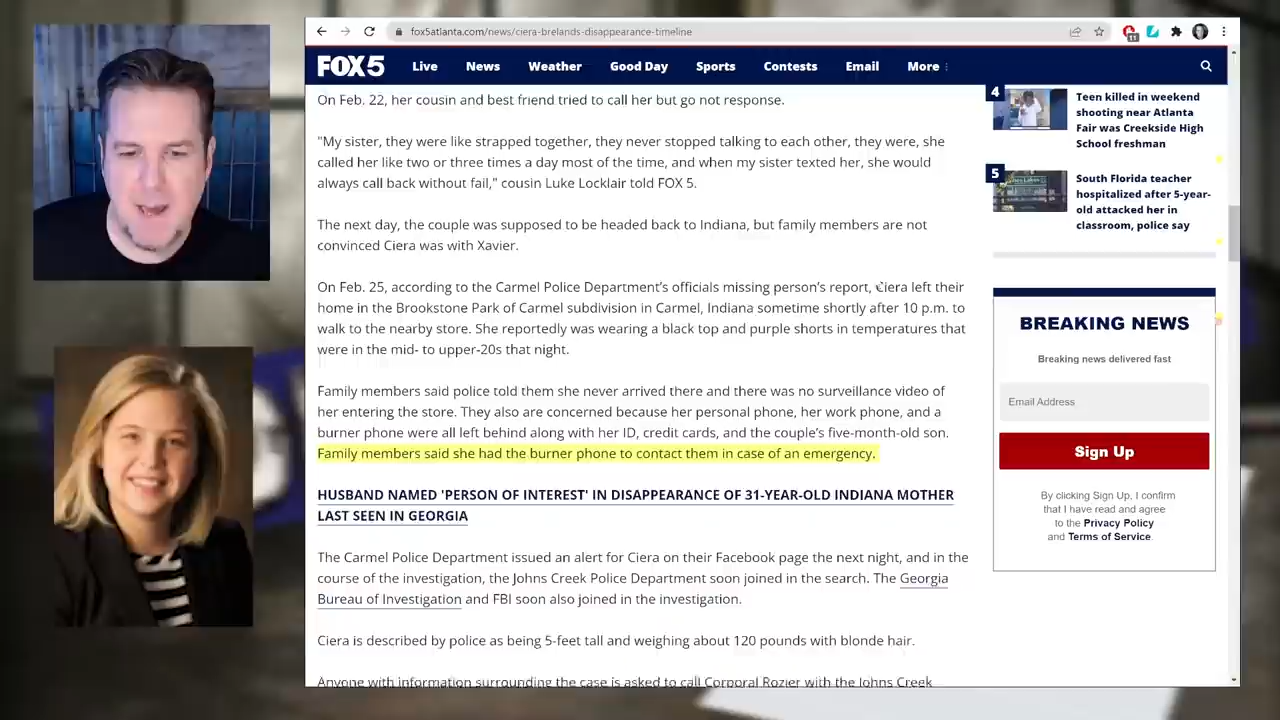 fox5atlanta.com/news/ciera-brelands-disappearance-timeline
11
FOX 5
Live
News
Weather
Good Day
Sports
Contests
Email
More
On Feb. 22, her cousin and best friend tried to call her but go not response.
"My sister, they were like strapped together, they never stopped talking to each other, they were, she
called her like two or three times a day most of the time, and when my sister texted her, she would
always call back without fail," cousin Luke Locklair told FOX 5.
The next day, the couple was supposed to be headed back to Indiana, but family members are not
convinced Ciera was with Xavier.
On Feb. 25, according to the Carmel Police Department's officials missing person's report, Ciera left their
home in the Brookstone Park of Carmel subdivision in Carmel, Indiana sometime shortly after 10 p.m. to
walk to the nearby store. She reportedly was wearing a black top and purple shorts in temperatures that
were in the mid- to upper-20s that night.
Family members said police told them she never arrived there and there was no surveillance video of
her entering the store. They also are concerned because her personal phone, her work phone, and a
burner phone were all left behind along with her ID, credit cards, and the couple's five-month-old son.
Family members said she had the burner phone to contact them in case of an emergency.
HUSBAND NAMED 'PERSON OF INTEREST' IN DISAPPEARANCE OF 31-YEAR-OLD INDIANA MOTHER
LAST SEEN IN GEORGIA
The Carmel Police Department issued an alert for Ciera on their Facebook page the next night, and in the
course of the investigation, the Johns Creek Police Department soon joined in the search. The Georgia
Bureau of Investigation and FBI soon also joined in the investigation.
Ciera is described by police as being 5-feet tall and weighing about 120 pounds with blonde hair.
Anyone with information surrounding the case is asked to call Corporal Rozier with the Johns Creek
4
Teen killed in weekend
shooting near Atlanta
Fair was Creekside High
School freshman
5
South Florida teacher
hospitalized after 5-year-
old attacked her in
classroom, police say
BREAKING NEWS
Breaking news delivered fast
Email Address
Sign Up
By clicking Sign Up, I confirm
that I have read and agree
to the Privacy Policy
and Terms of Service.